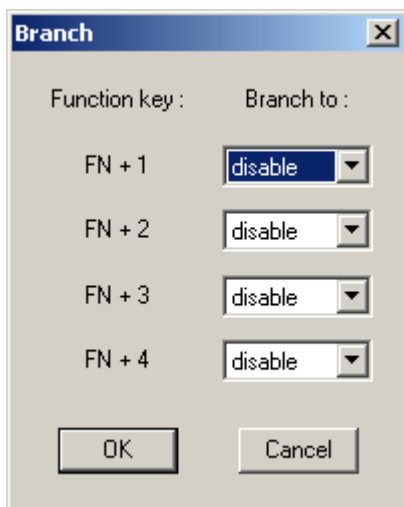 Branch
Function key : Branch to :
FN + 1 disable
FN + 2 disable
FN + 3 disable
FN + 4 disable
OK Cancel